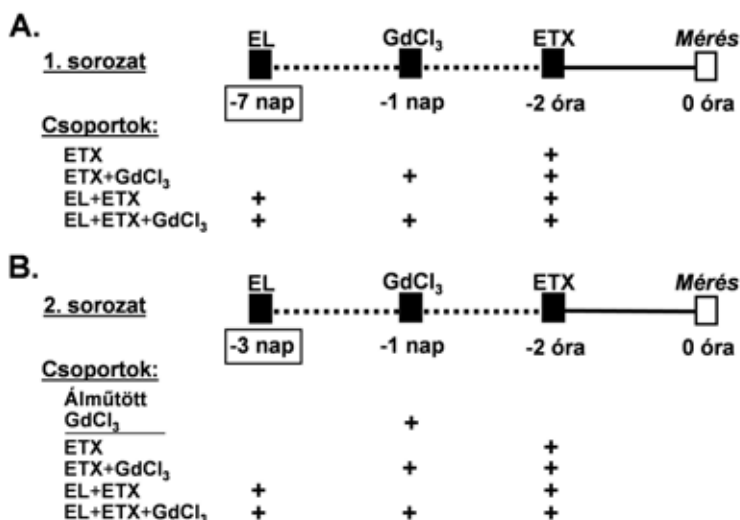 A.
EL GdCl₃ ETX Mérés
1. sorozat
-7 nap -1 nap -2 óra 0 óra
Csoportok:
ETX +
ETX+GdCl₃ + +
EL+ETX + +
EL+ETX+GdCl₃ + + +
B.
EL GdCl₃ ETX Mérés
2. sorozat
-3 nap -1 nap -2 óra 0 óra
Csoportok:
Álműtött
GdCl₃ +
ETX +
ETX+GdCl₃ + +
EL+ETX + +
EL+ETX+GdCl₃ + + +